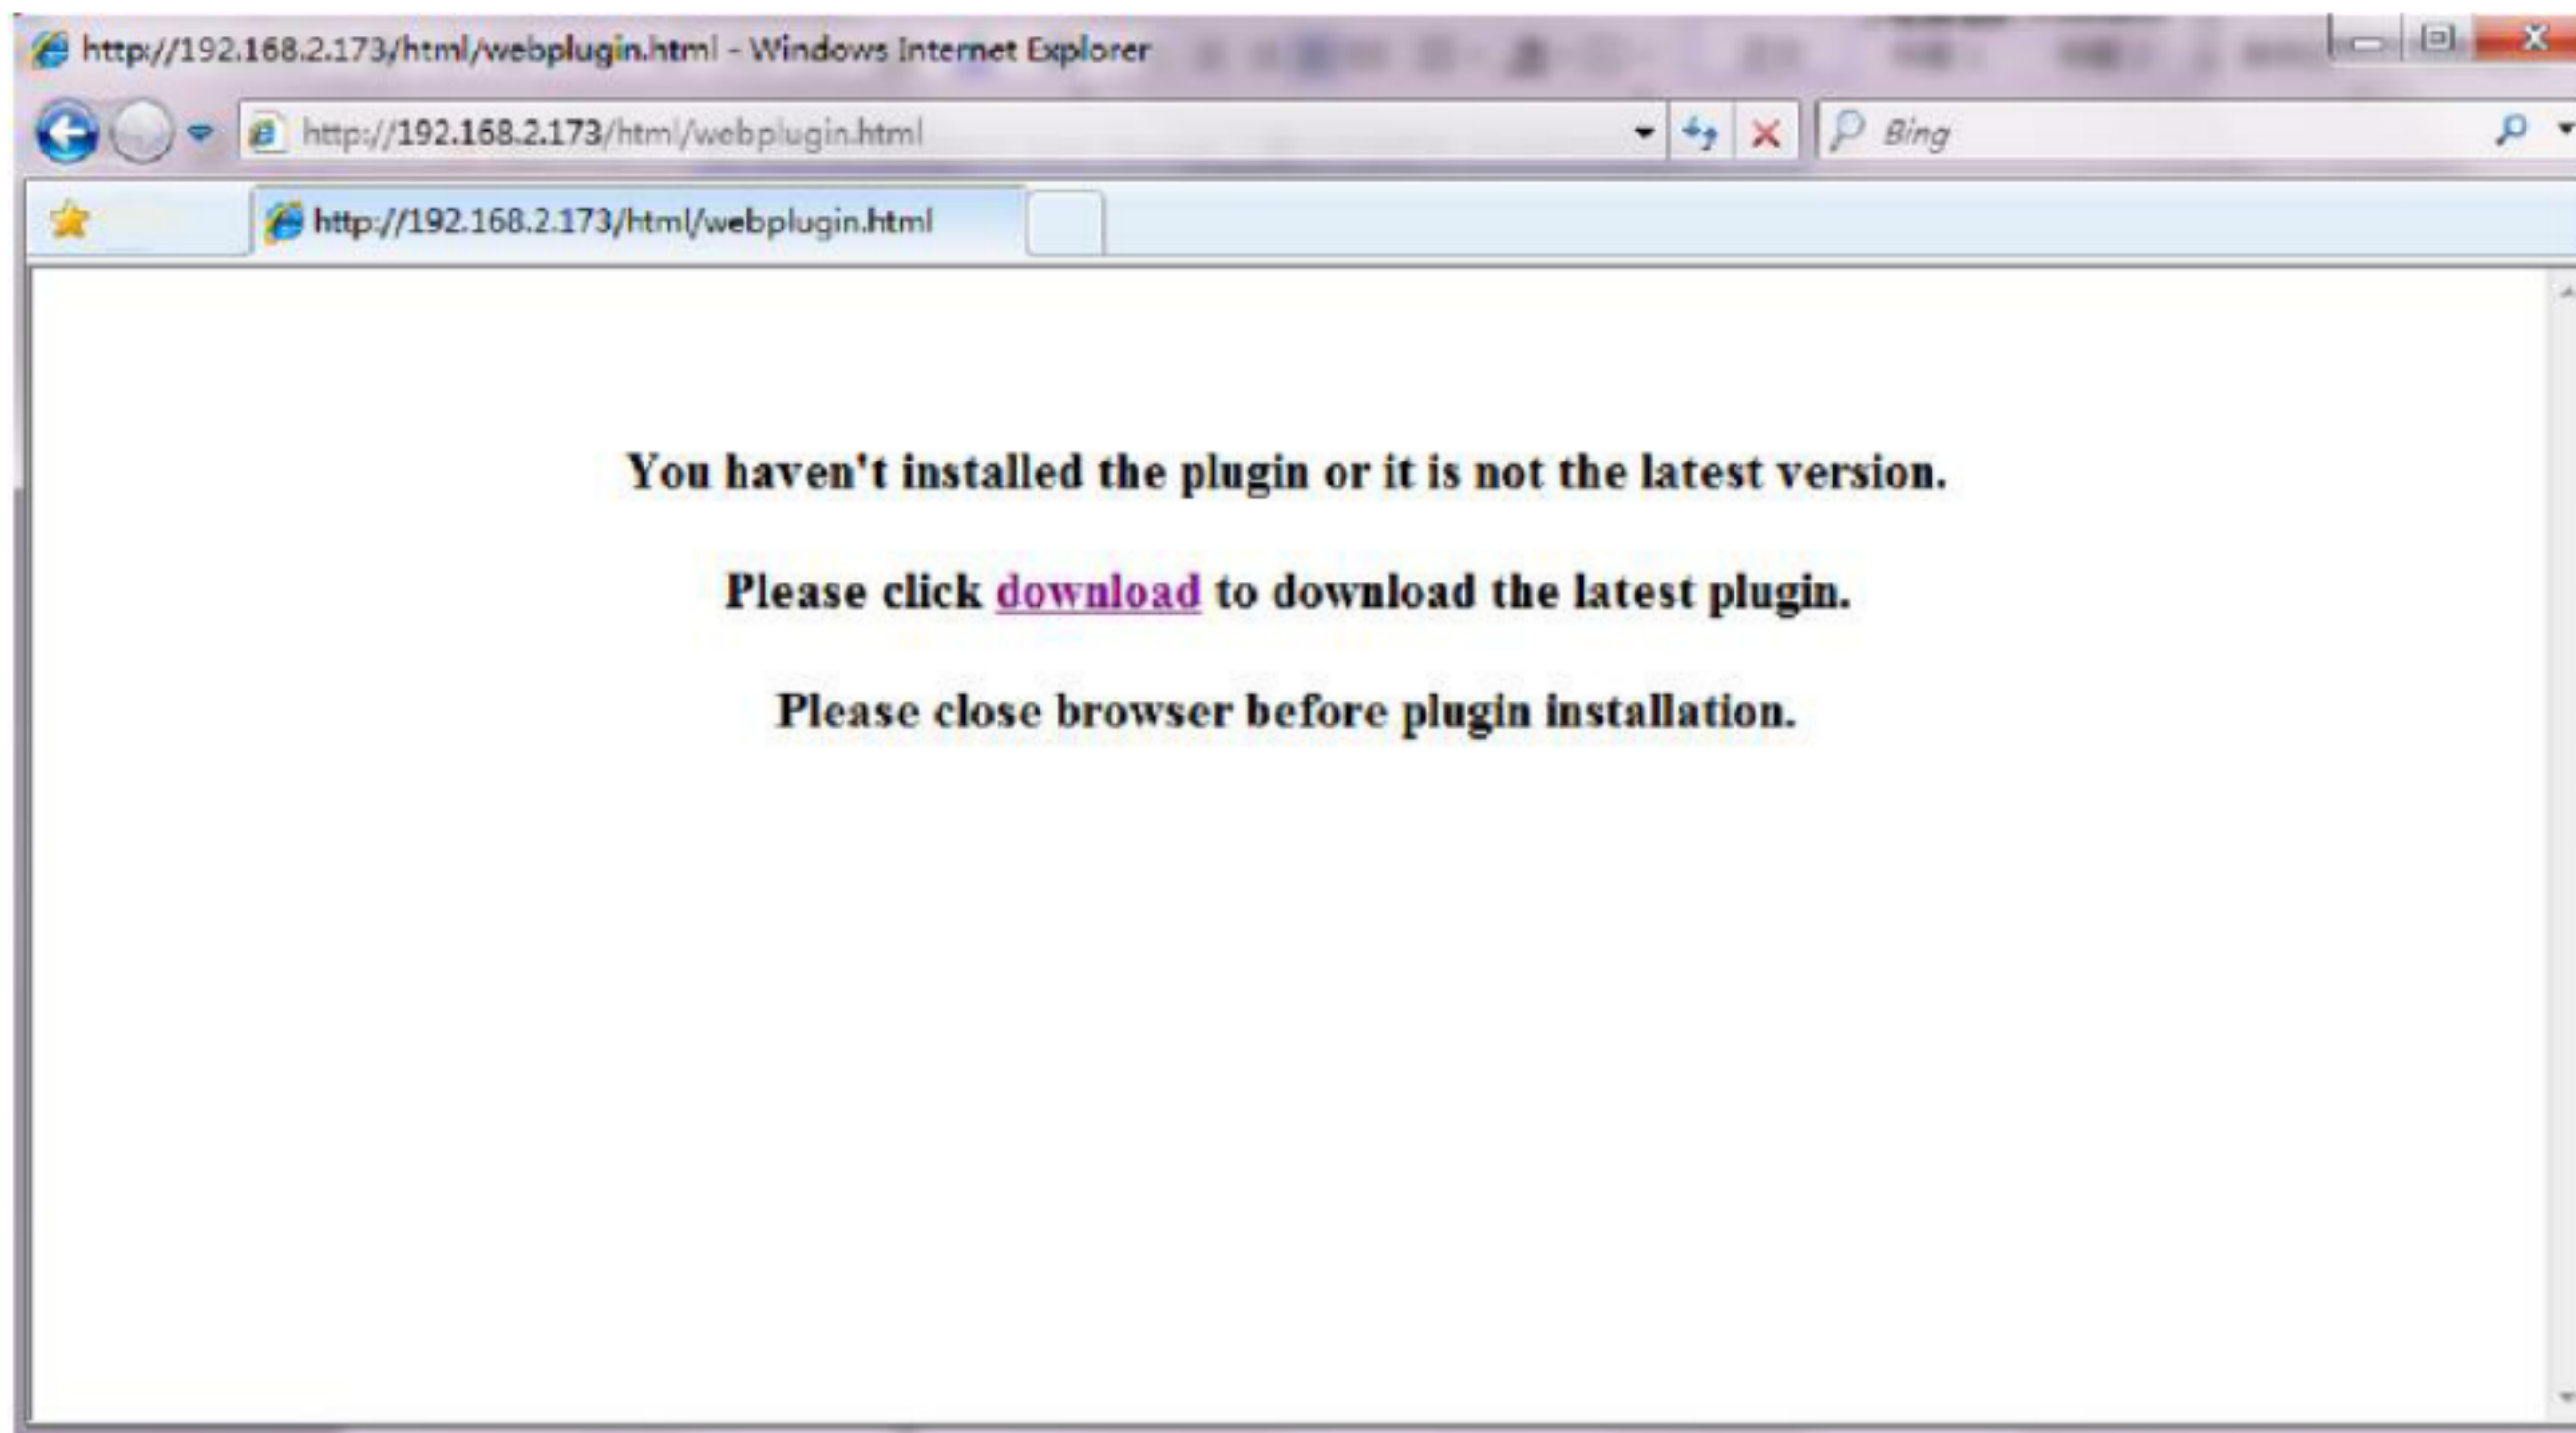 http://192.168.2.173/html/webplugin.html - Windows Internet Explorer
http://192.168.2.173/html/webplugin.html
Bing
http://192.168.2.173/html/webplugin.html
You haven't installed the plugin or it is not the latest version.
Please click download to download the latest plugin.
Please close browser before plugin installation.